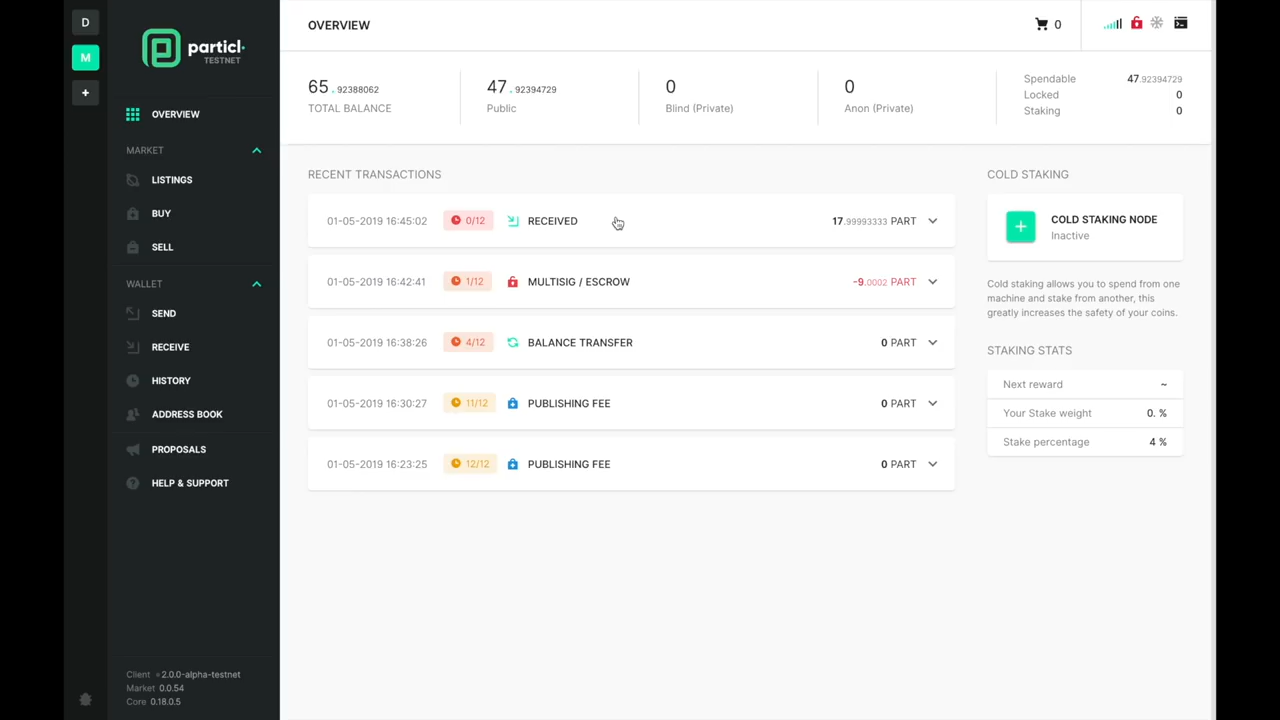 D
M
+
particl.
TESTNET
OVERVIEW
MARKET
LISTINGS
BUY
SELL
WALLET
SEND
RECEIVE
HISTORY
ADDRESS BOOK
PROPOSALS
HELP & SUPPORT
Client 2.0.0-alpha-testnet
Market 0.0.54
Core 0.18.0.5
OVERVIEW
0
65.92388062
TOTAL BALANCE
47.92394729
Public
0
Blind (Private)
0
Anon (Private)
Spendable 47.92394729
Locked 0
Staking 0
RECENT TRANSACTIONS
01-05-2019 16:45:02 0/12 RECEIVED 17.99993333 PART
01-05-2019 16:42:41 1/12 MULTISIG / ESCROW -9.0002 PART
01-05-2019 16:38:26 4/12 BALANCE TRANSFER 0 PART
01-05-2019 16:30:27 11/12 PUBLISHING FEE 0 PART
01-05-2019 16:23:25 12/12 PUBLISHING FEE 0 PART
COLD STAKING
+
COLD STAKING NODE
Inactive
Cold staking allows you to spend from one
machine and stake from another, this
greatly increases the safety of your coins.
STAKING STATS
Next reward ~
Your Stake weight 0. %
Stake percentage 4 %